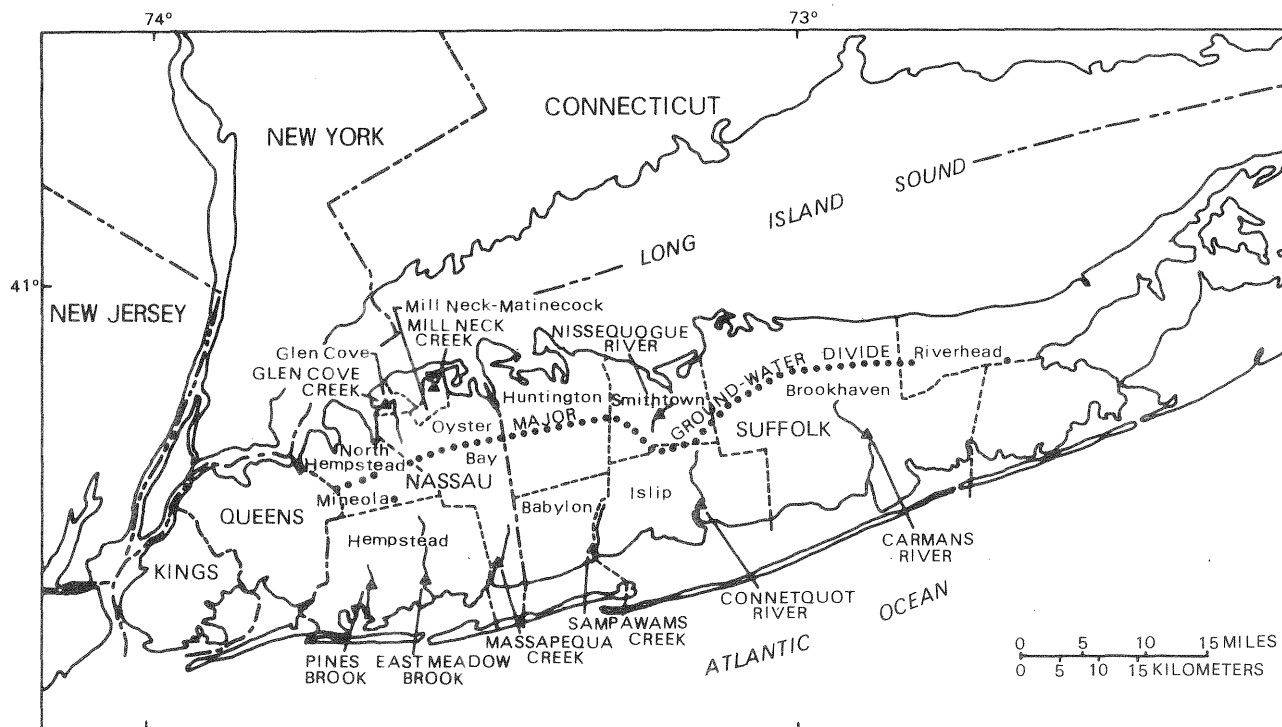 74°
73°
CONNECTICUT
NEW YORK
LONG ISLAND SOUND
41°
NEW JERSEY
Mill Neck-Matinecock
MILL NECK
CREEK
NISSEQUOGUE
RIVER
Glen Cove
GLEN COVE
CREEK
GROUND-WATER DIVIDE
Riverhead
Huntington
Smithtown
Brookhaven
MAJOR
Oyster
Bay
SUFFOLK
North
Hempstead
NASSAU
Mineola
Islip
Babylon
QUEENS
Hempstead
CARMANS
RIVER
KINGS
CONNETQUOT
RIVER
OCEAN
SAMPAWAMS
CREEK
ATLANTIC
MASSAPEQUA
CREEK
PINES
BROOK
EAST MEADOW
BROOK
0 5 10 15 MILES
0 5 10 15 KILOMETERS